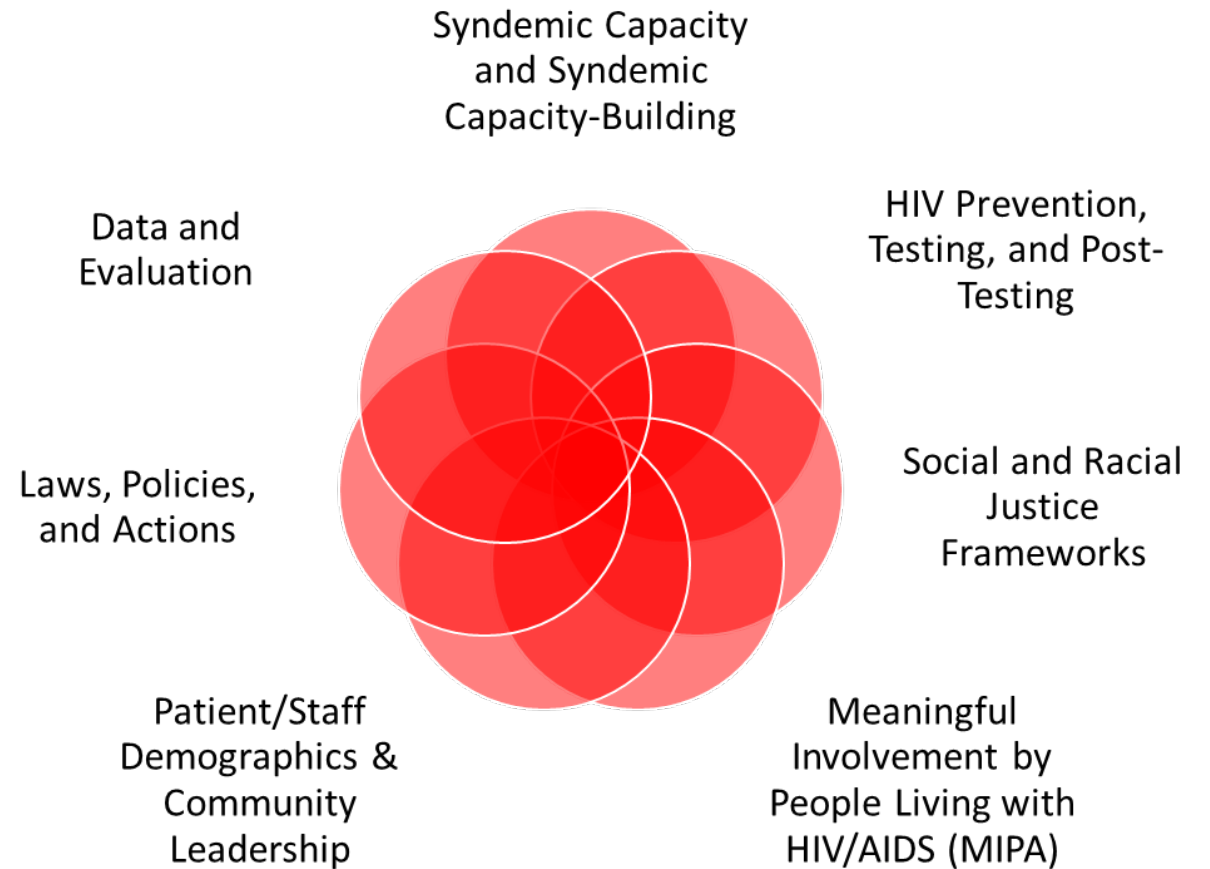 Syndemic Capacity
and Syndemic
Capacity-Building
HIV Prevention,
Testing, and Post-
Testing
Social and Racial
Justice
Frameworks
Meaningful
Involvement by
People Living with
HIV/AIDS (MIPA)
Patient/Staff
Demographics &
Community
Leadership
Laws, Policies,
and Actions
Data and
Evaluation